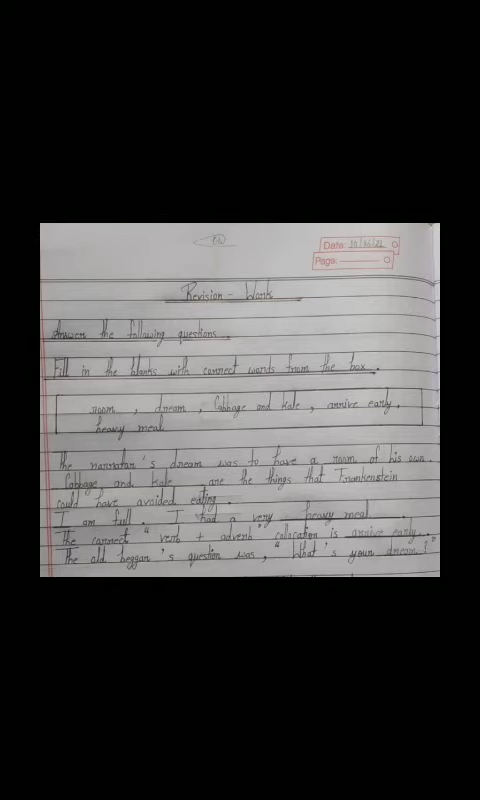 CW
Date: 10/10/22
Page:
Revision - Work
Answer the following questions.
Fill in the blanks with correct words from the box.
room, dream, Cabbage and kale, arrive early,
heavy meal
The narrator's dream was to have a room of his own.
Cabbage, and Kale are the things that Frankenstein
could have avoided eating.
I am full. I had a very heavy meal.
The correct "verb + adverb" collocation is arrive early.
The old beggar's question was, "What's your dream?"